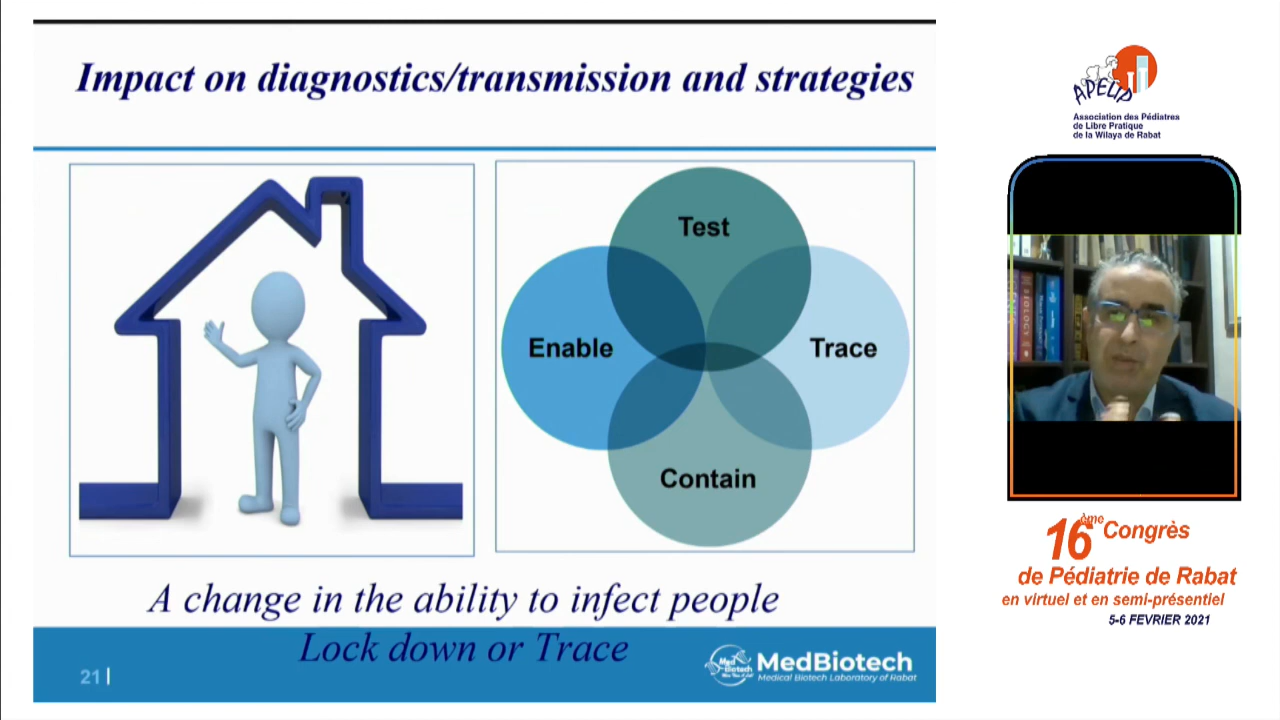 Impact on diagnostics/transmission and strategies
Test
Enable
Trace
Contain
A change in the ability to infect people
Lock down or Trace
21
MedBiotech
Medical Biotech Laboratory of Rabat
APELIP
Association des Pédiatres
de Libre Pratique
de la Wilaya de Rabat
BIOLOGY
16ème Congrès
de Pédiatrie de Rabat
en virtuel et en semi-présentiel
5-6 FEVRIER 2021